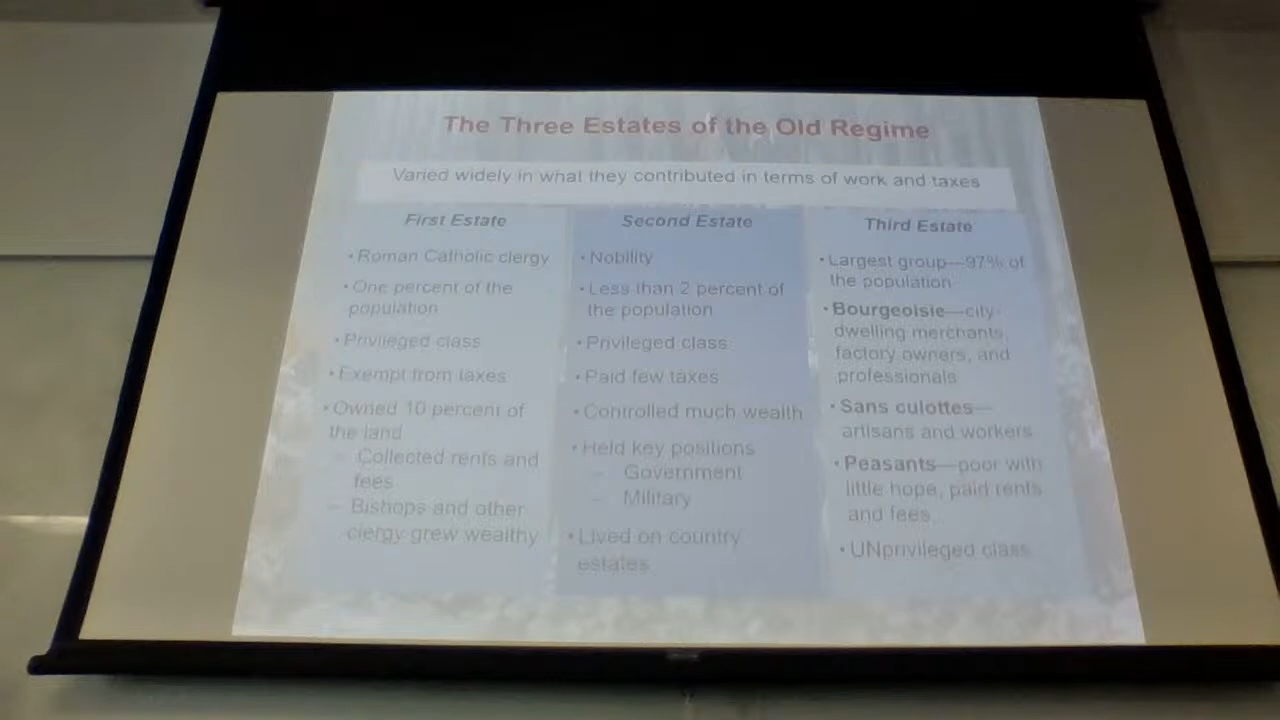 The Three Estates of the Old Regime
Varied widely in what they contributed in terms of work and taxes
First Estate
• Roman Catholic clergy
• One percent of the
population
• Privileged class
• Exempt from taxes
• Owned 10 percent of
the land
– Collected rents and
fees
– Bishops and other
clergy grew wealthy
Second Estate
• Nobility
• Less than 2 percent of
the population
• Privileged class
• Paid few taxes
• Controlled much wealth
• Held key positions
– Government
– Military
• Lived on country
estates
Third Estate
• Largest group—97% of
the population
• Bourgeoisie—city-
dwelling merchants,
factory owners, and
professionals
• Sans culottes—
artisans and workers
• Peasants—poor with
little hope, paid rents
and fees
• UNprivileged class